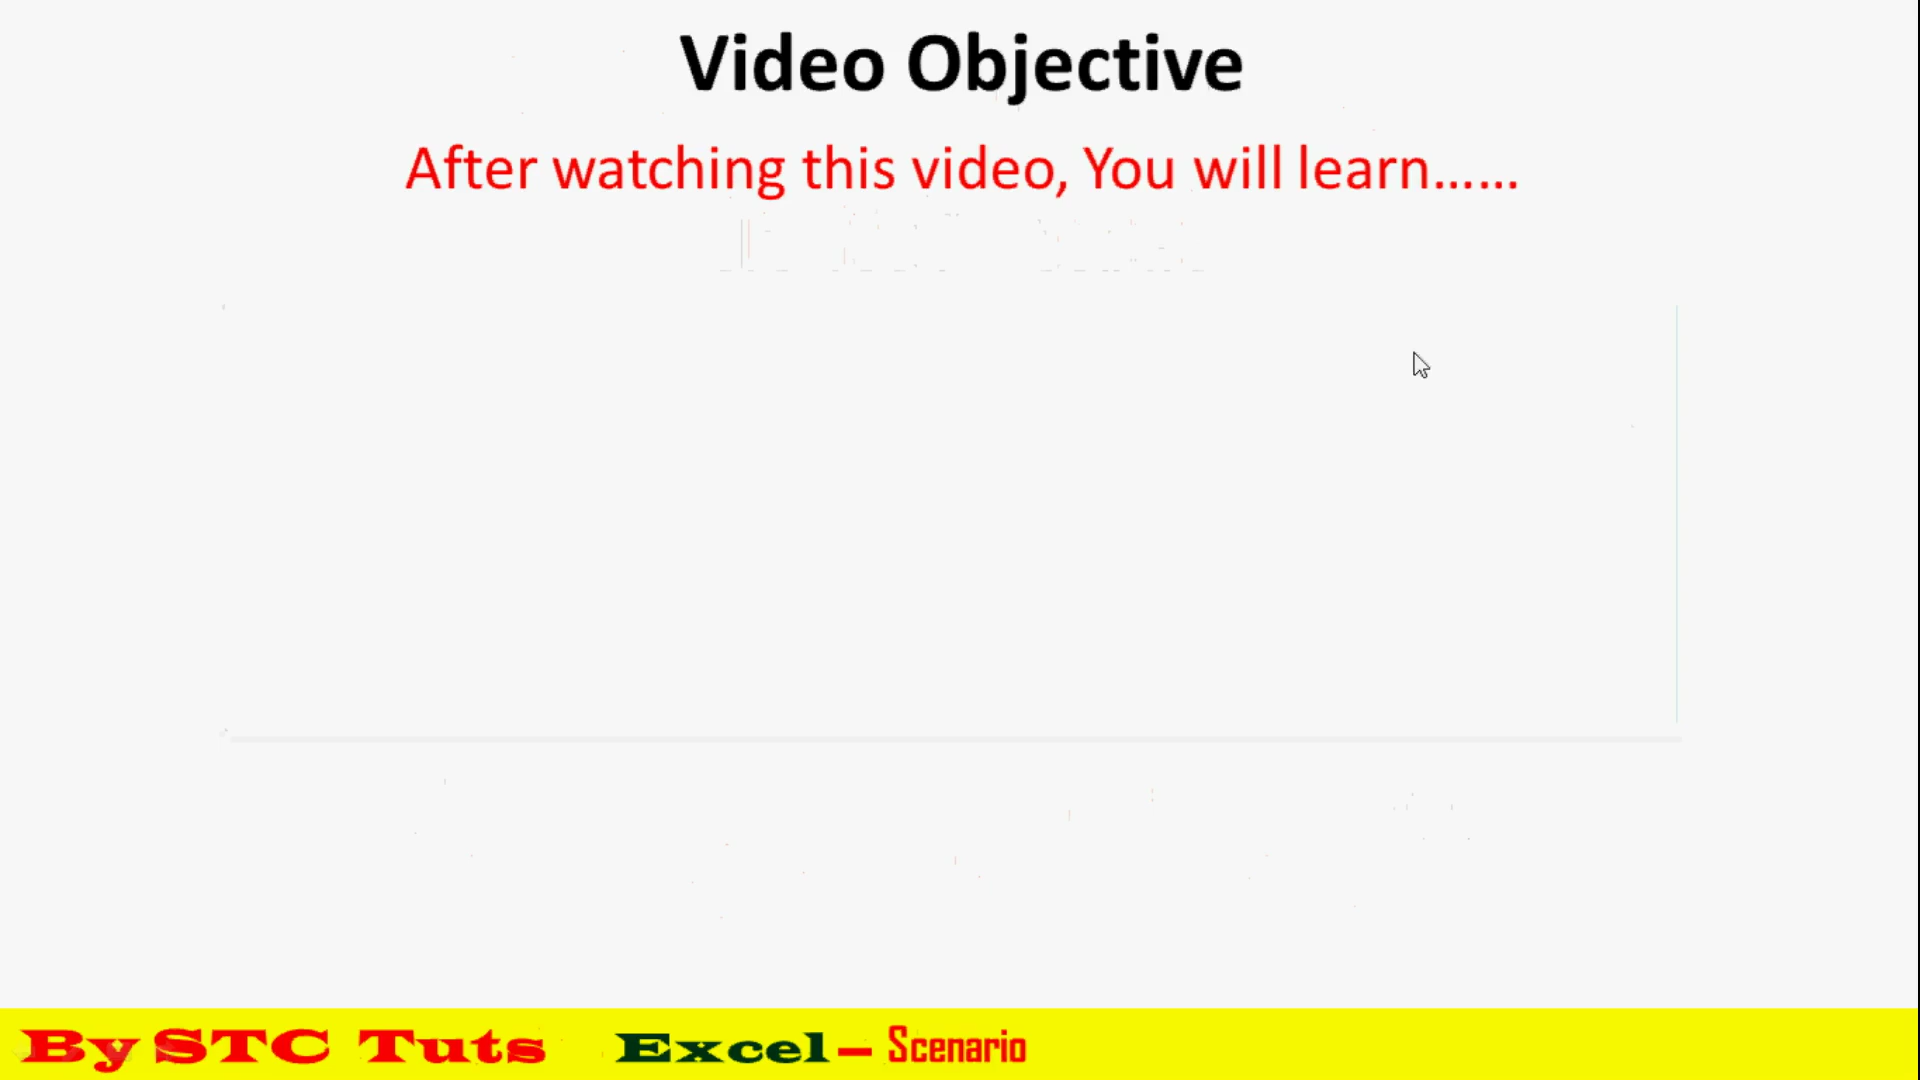 Video Objective
After watching this video, You will learn......
By STC Tuts Excel – Scenario